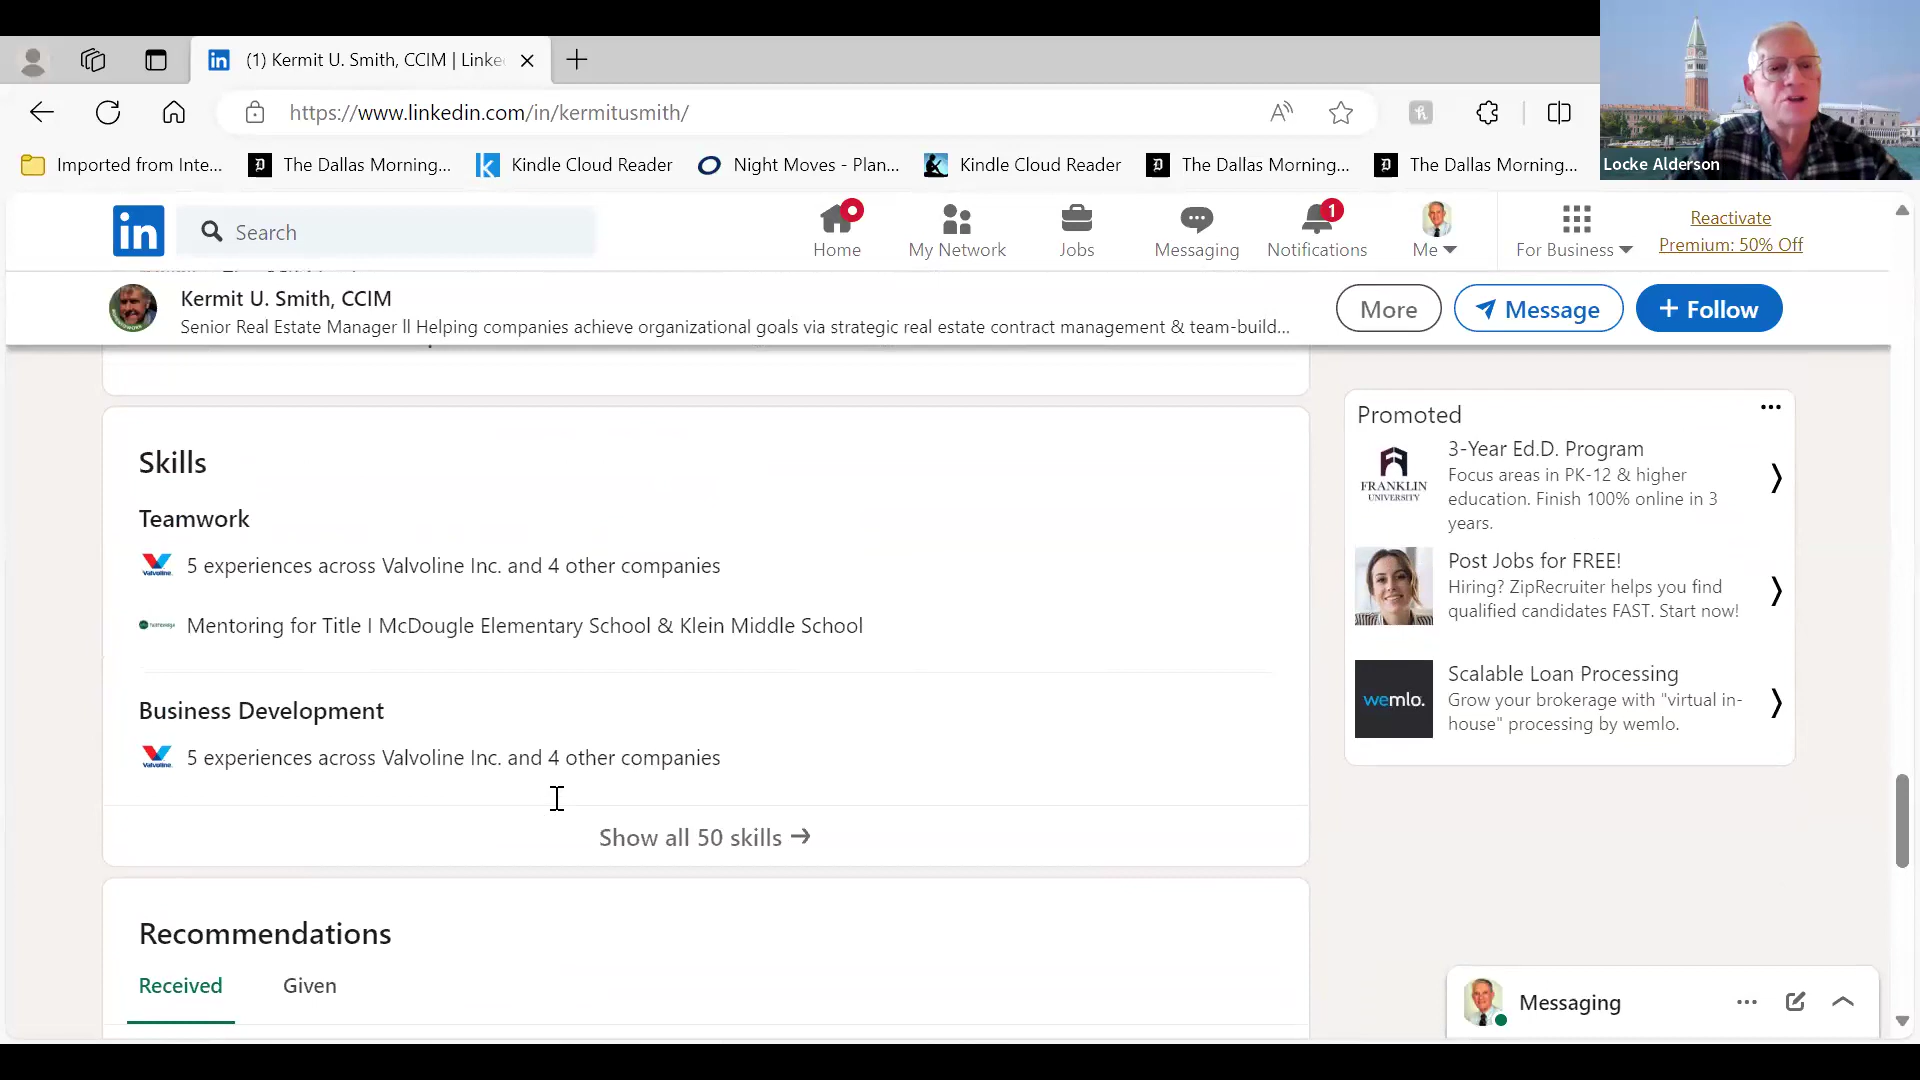 (1) Kermit U. Smith, CCIM | Linke
https://www.linkedin.com/in/kermitusmith/
Imported from Inte...
The Dallas Morning...
Kindle Cloud Reader
Night Moves - Plan...
Kindle Cloud Reader
The Dallas Morning...
The Dallas Morning...
Locke Alderson
in
Search
Home
My Network
Jobs
Messaging
1
Notifications
Me
For Business
Reactivate
Premium: 50% Off
Kermit U. Smith, CCIM
Senior Real Estate Manager ll Helping companies achieve organizational goals via strategic real estate contract management & team-build...
More
Message
+ Follow
Skills
Teamwork
Valvoline
5 experiences across Valvoline Inc. and 4 other companies
Mentoring for Title I McDougle Elementary School & Klein Middle School
Business Development
Valvoline
5 experiences across Valvoline Inc. and 4 other companies
Show all 50 skills →
Recommendations
Received
Given
Promoted
FRANKLIN
UNIVERSITY
3-Year Ed.D. Program
Focus areas in PK-12 & higher
education. Finish 100% online in 3
years.
Post Jobs for FREE!
Hiring? ZipRecruiter helps you find
qualified candidates FAST. Start now!
wemlo.
Scalable Loan Processing
Grow your brokerage with "virtual in-
house" processing by wemlo.
Messaging